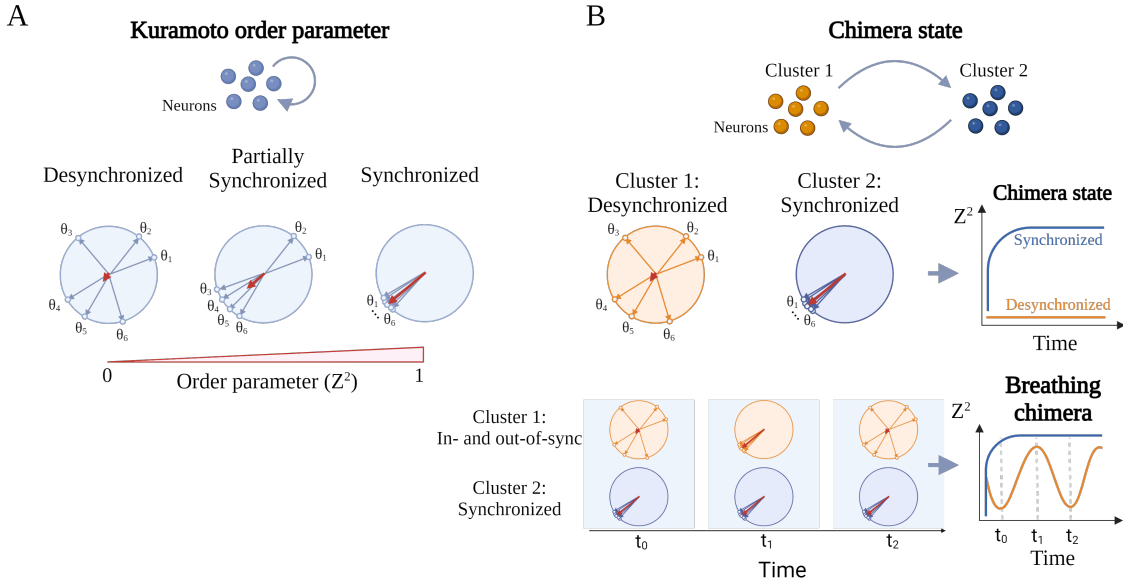 A
Kuramoto order parameter
Neurons
Desynchronized
Partially
Synchronized
Synchronized
θ3
θ2
θ1
θ4
θ5
θ6
θ2
θ1
θ3
θ4
θ5
θ6
θ1
θ6
0
1
Order parameter (Z²)
B
Chimera state
Cluster 1
Cluster 2
Neurons
Cluster 1:
Desynchronized
Cluster 2:
Synchronized
θ3
θ2
θ1
θ4
θ5
θ6
θ1
θ6
Chimera state
Z²
Synchronized
Desynchronized
Time
Cluster 1:
In- and out-of-sync
Cluster 2:
Synchronized
t0
t1
t2
Time
Breathing
chimera
Z²
t0
t1
t2
Time